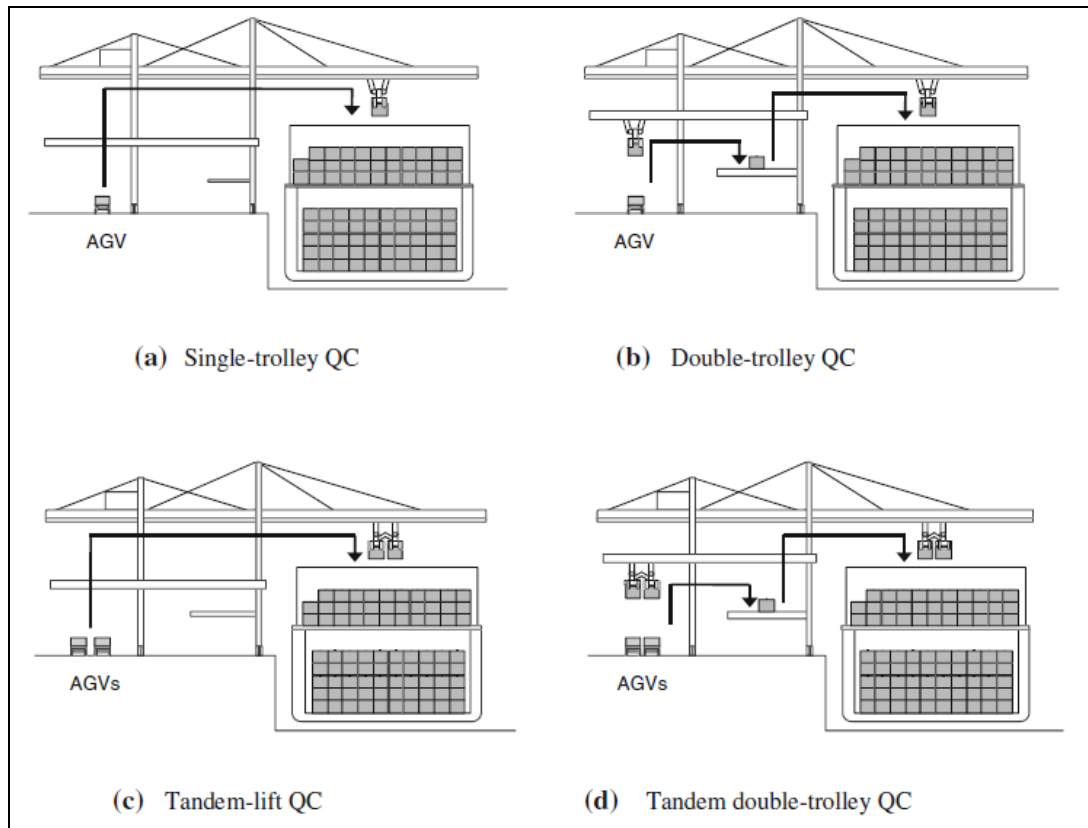 AGV
AGV
(a) Single-trolley QC
(b) Double-trolley QC
AGVs
AGVs
(c) Tandem-lift QC
(d) Tandem double-trolley QC